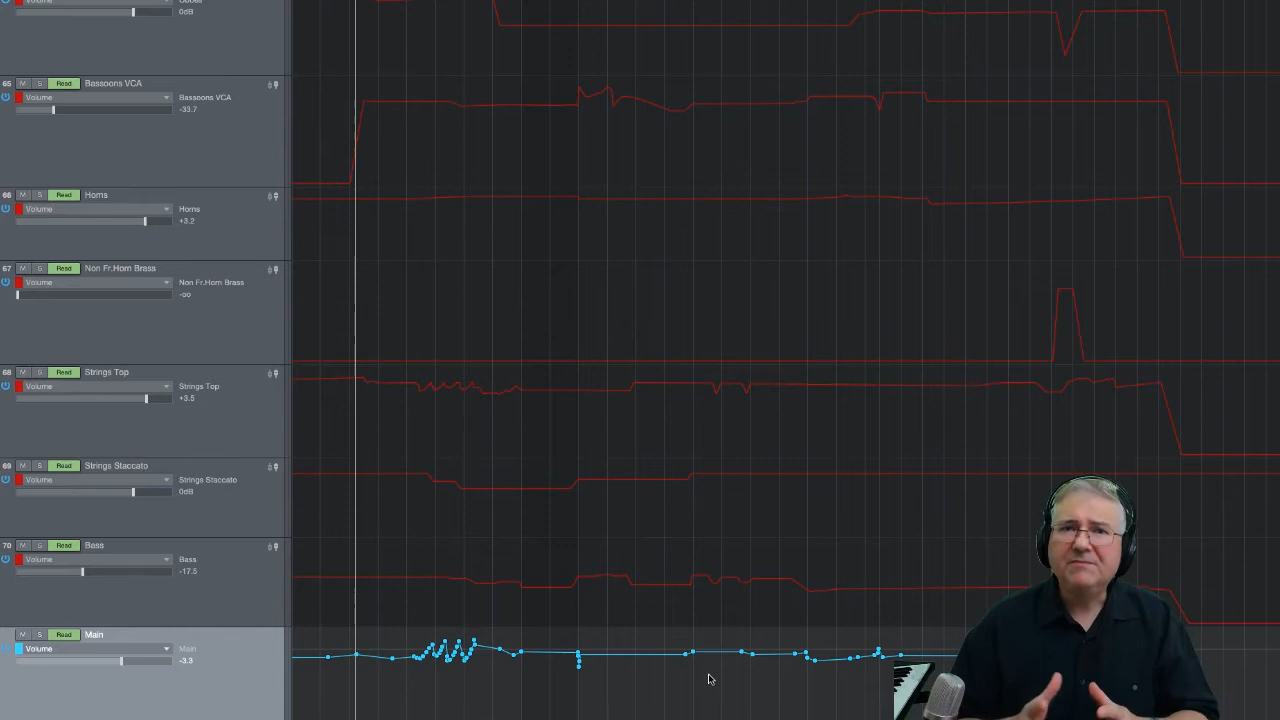 Volume
Oboes
0dB
65 M S Read Bassoons VCA
Volume
Bassoons VCA
-33.7
66 M S Read Horns
Volume
Horns
+3.2
67 M S Read Non Fr.Horn Brass
Volume
Non Fr.Horn Brass
-∞
68 M S Read Strings Top
Volume
Strings Top
+3.5
69 M S Read Strings Staccato
Volume
Strings Staccato
0dB
70 M S Read Bass
Volume
Bass
-17.5
M S Read Main
Volume
Main
-3.3